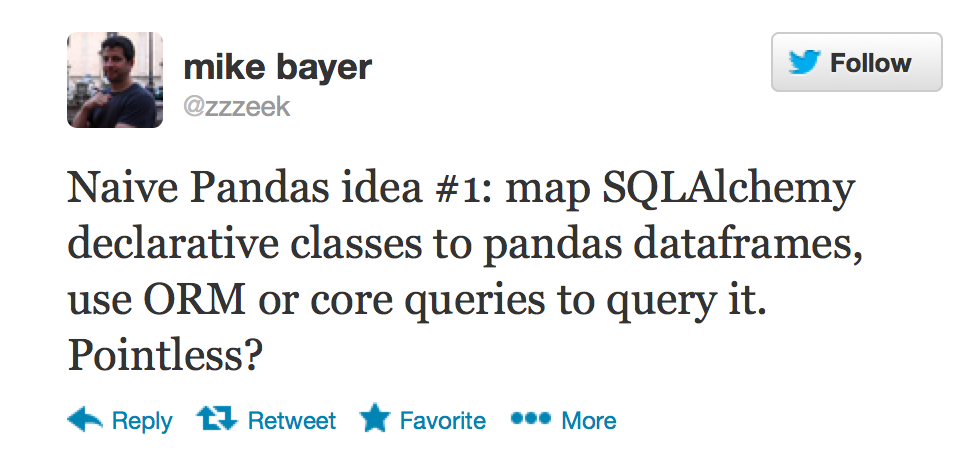 mike bayer
@zzzeek
Follow
Naive Pandas idea #1: map SQLAlchemy
declarative classes to pandas dataframes,
use ORM or core queries to query it.
Pointless?
Reply Retweet Favorite More